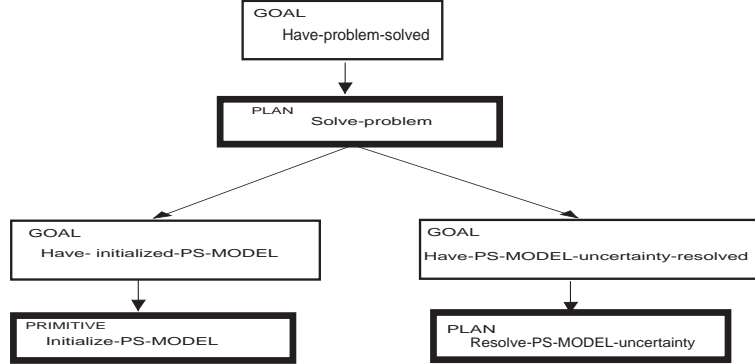 GOAL
Have-problem-solved
PLAN
Solve-problem
GOAL
Have- initialized-PS-MODEL
GOAL
Have-PS-MODEL-uncertainty-resolved
PRIMITIVE
Initialize-PS-MODEL
PLAN
Resolve-PS-MODEL-uncertainty